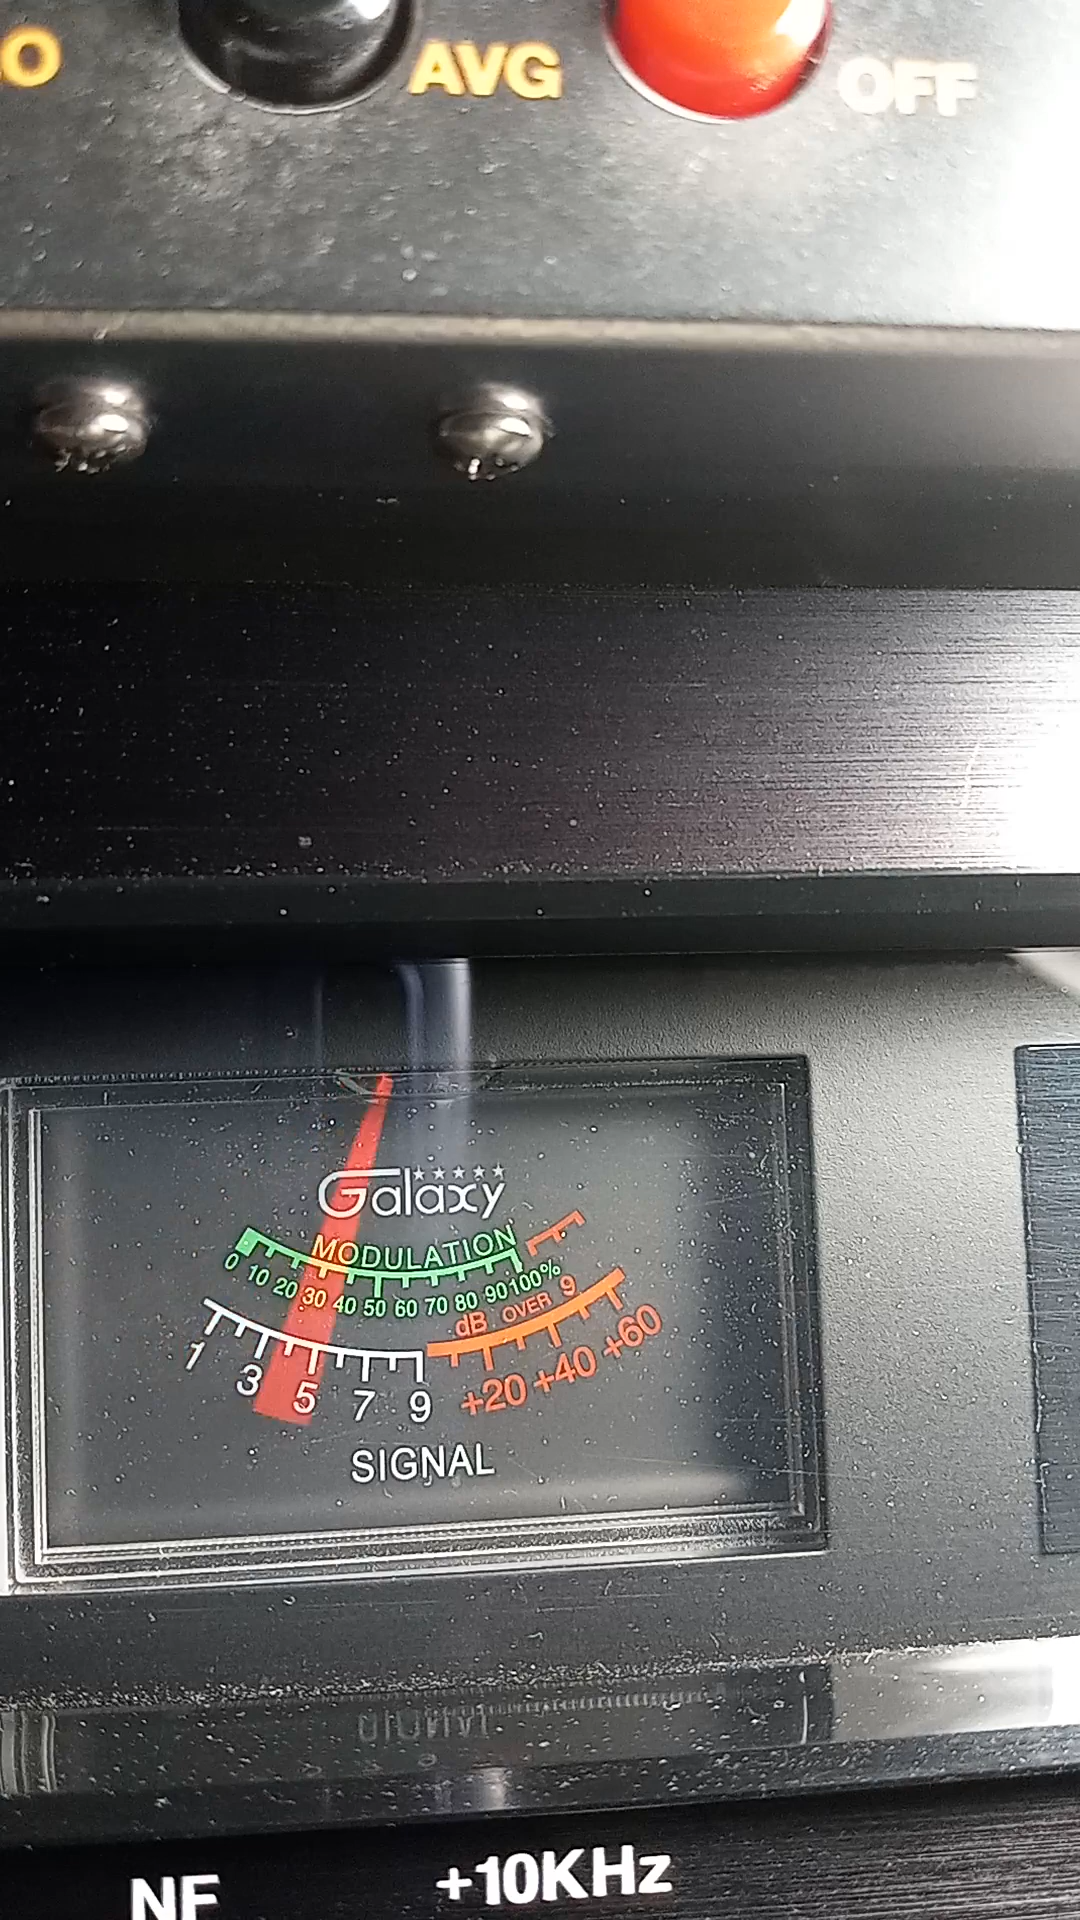 AVG OFF
Galaxy
MODULATION
0 10 20 30 40 50 60 70 80 90 100%
dB OVER 9
1 3 5 7 9 +20 +40 +60
SIGNAL
NF +10KHz